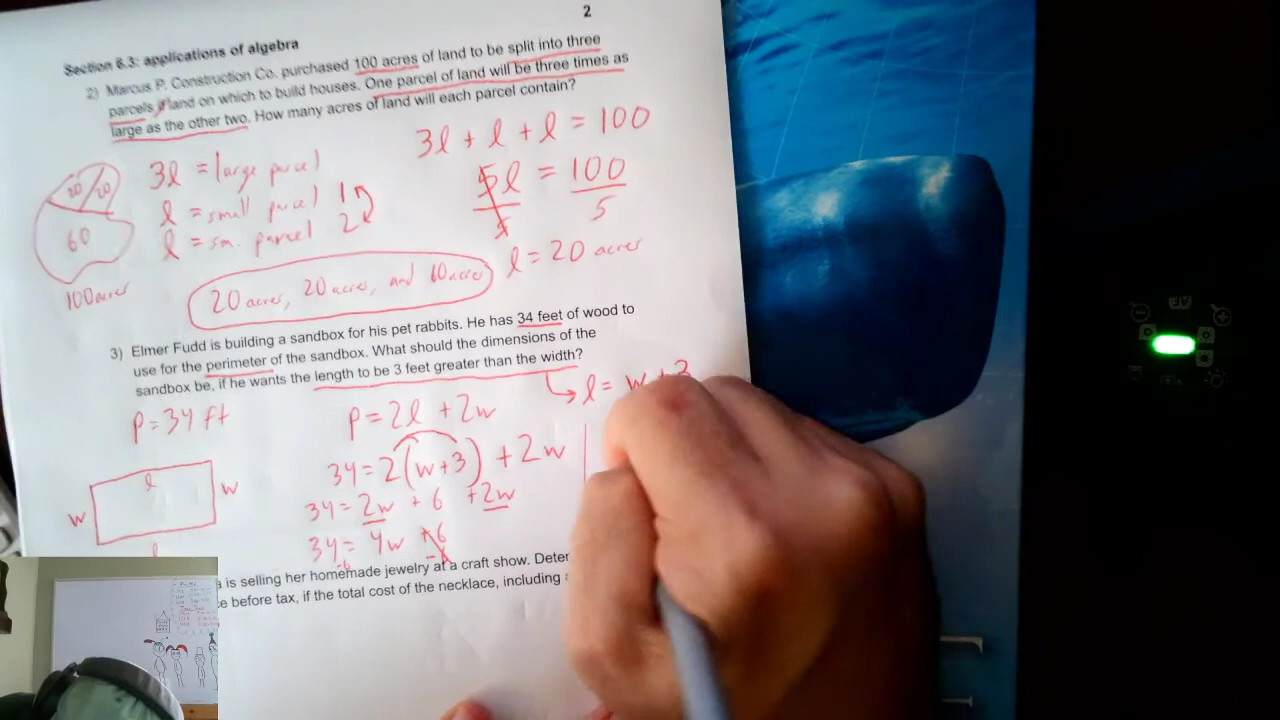 2
Section 6.3: applications of algebra
2) Marcus P. Construction Co. purchased 100 acres of land to be split into three
parcels of land on which to build houses. One parcel of land will be three times as
large as the other two. How many acres of land will each parcel contain?
3l + l + l = 100
3l = large parcel
l = small parcel 1
l = sm. parcel 2
20 20
60
100 acres
5l = 100
5 5
l = 20 acres
20 acres, 20 acres, and 60 acres
3) Elmer Fudd is building a sandbox for his pet rabbits. He has 34 feet of wood to
use for the perimeter of the sandbox. What should the dimensions of the
sandbox be, if he wants the length to be 3 feet greater than the width?
l = w + 3
P = 34 ft
P = 2l + 2w
34 = 2(w+3) + 2w
34 = 2w + 6 + 2w
34 = 4w + 6
-6 -6
l
w w
is selling her homemade jewelry at a craft show.
before tax, if the total cost of the necklace, including